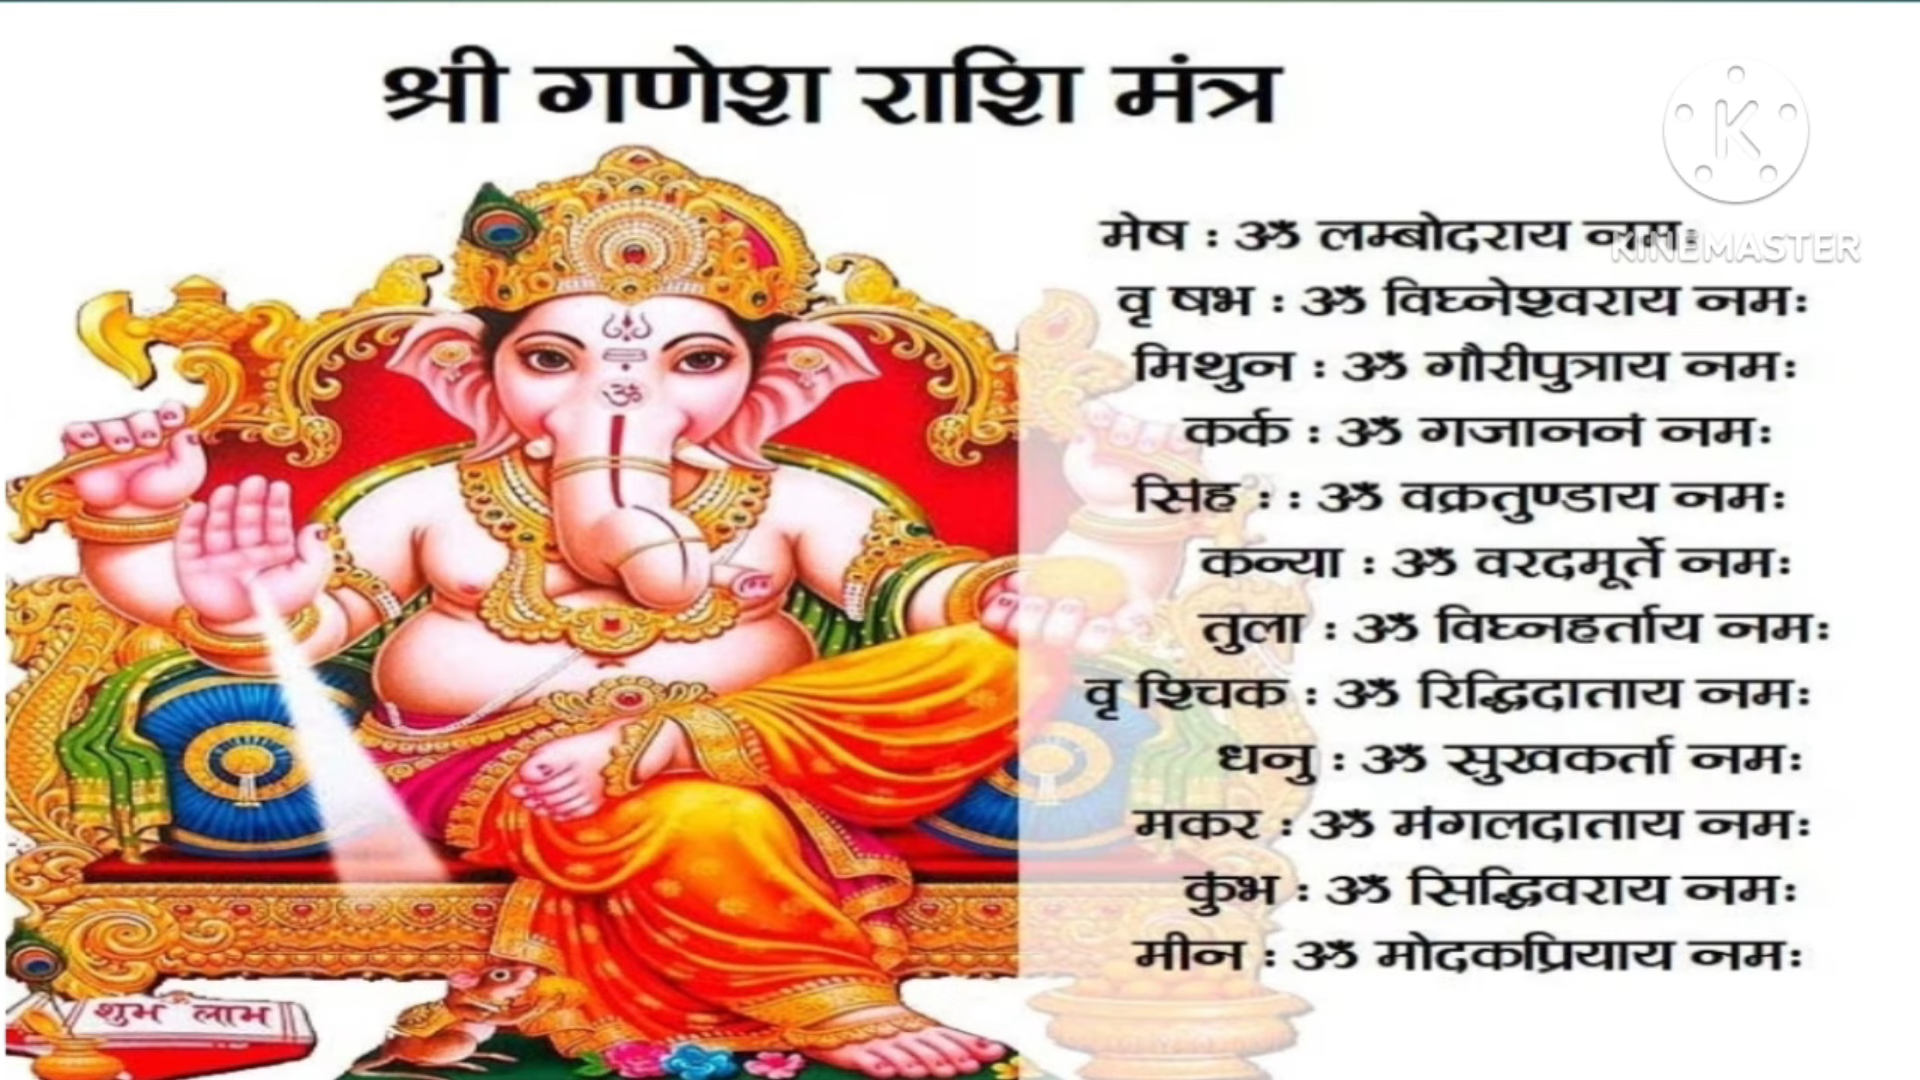 श्री गणेश राशि मंत्र
K
KINEMASTER
मेष : ॐ लम्बोदराय नमः
वृ षभ : ॐ विघ्नेश्वराय नमः
मिथुन : ॐ गौरीपुत्राय नमः
कर्क : ॐ गजाननं नमः
सिंह : : ॐ वक्रतुण्डाय नमः
कन्या : ॐ वरदमूर्ते नमः
तुला : ॐ विघ्नहर्ताय नमः
वृ श्चिक : ॐ रिद्धिदाताय नमः
धनु : ॐ सुखकर्ता नमः
मकर : ॐ मंगलदाताय नमः
कुंभ : ॐ सिद्धिवराय नमः
मीन : ॐ मोदकप्रियाय नमः
ॐ
शुभ लाभ